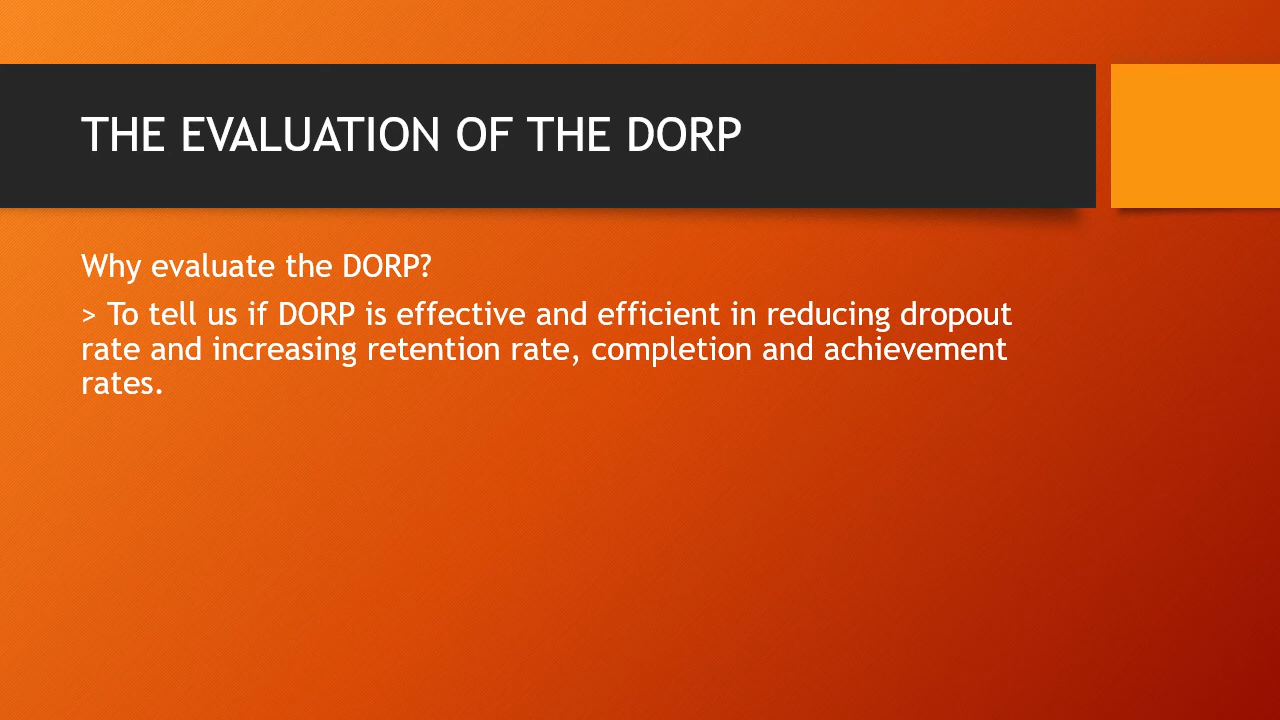 THE EVALUATION OF THE DORP
Why evaluate the DORP?
> To tell us if DORP is effective and efficient in reducing dropout
rate and increasing retention rate, completion and achievement
rates.